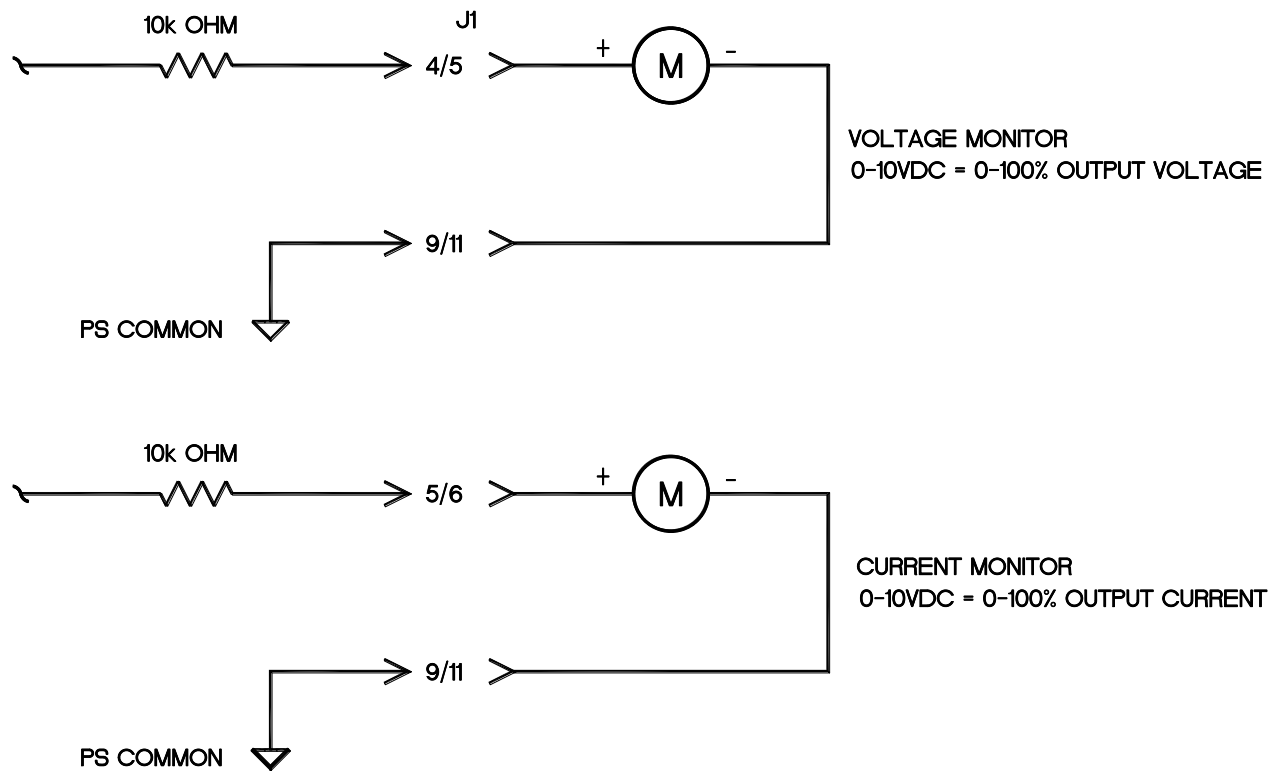 10k OHM
J1
4/5
+
M
-
VOLTAGE MONITOR
0-10VDC = 0-100% OUTPUT VOLTAGE
9/11
PS COMMON
10k OHM
5/6
+
M
-
CURRENT MONITOR
0-10VDC = 0-100% OUTPUT CURRENT
9/11
PS COMMON